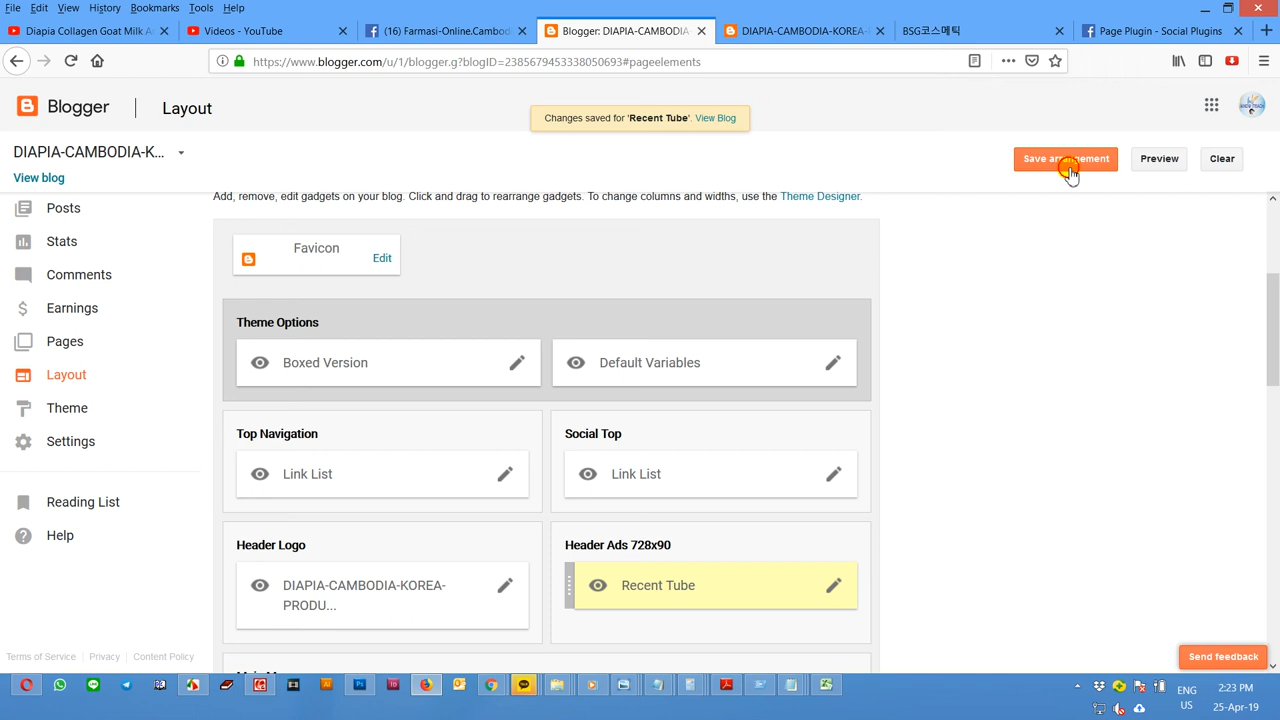 File Edit View History Bookmarks Tools Help
Diapia Collagen Goat Milk A
Videos - YouTube
(16) Farmasi-Online.Cambod
Blogger: DIAPIA-CAMBODIA
DIAPIA-CAMBODIA-KOREA-
BSG코스메틱
Page Plugin - Social Plugins
https://www.blogger.com/u/1/blogger.g?blogID=2385679453338050693#pageelements
Blogger
Layout
Changes saved for 'Recent Tube'. View Blog
DIAPIA-CAMBODIA-K...
View blog
Save arrangement
Preview
Clear
Add, remove, edit gadgets on your blog. Click and drag to rearrange gadgets. To change columns and widths, use the Theme Designer.
Posts
Stats
Comments
Earnings
Pages
Layout
Theme
Settings
Reading List
Help
Favicon
Edit
Theme Options
Boxed Version
Default Variables
Top Navigation
Link List
Social Top
Link List
Header Logo
DIAPIA-CAMBODIA-KOREA-
PRODU...
Header Ads 728x90
Recent Tube
Terms of Service Privacy Content Policy
Send feedback
ENG
US
2:23 PM
25-Apr-19